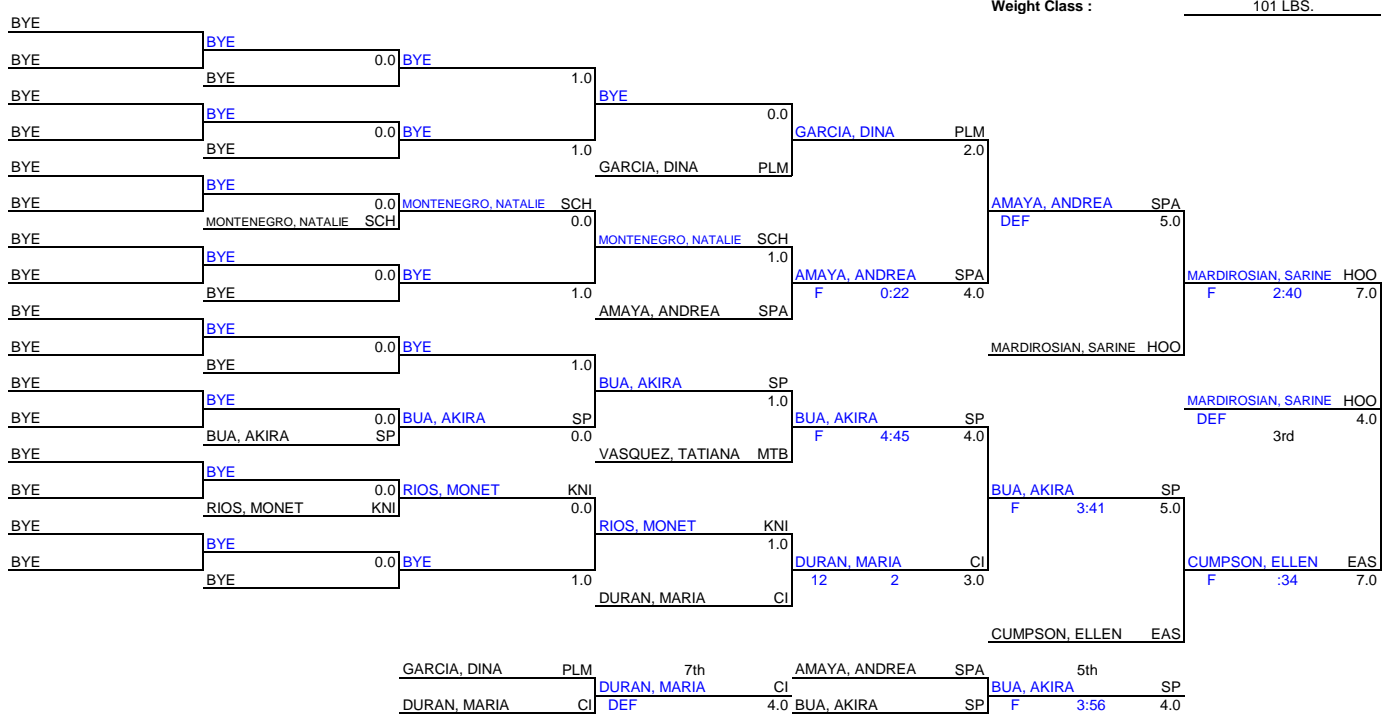 Weight Class : 101 LBS.
BYE
BYE
BYE 0.0 BYE
BYE 1.0
BYE BYE
BYE 0.0
BYE 0.0 BYE GARCIA, DINA PLM
BYE 1.0 2.0
BYE GARCIA, DINA PLM
BYE
BYE 0.0 MONTENEGRO, NATALIE SCH AMAYA, ANDREA SPA
MONTENEGRO, NATALIE SCH 0.0 DEF 5.0
BYE MONTENEGRO, NATALIE SCH
BYE 1.0
BYE 0.0 BYE AMAYA, ANDREA SPA MARDIROSIAN, SARINE HOO
BYE 1.0 F 0:22 4.0 F 2:40 7.0
BYE AMAYA, ANDREA SPA
BYE
BYE 0.0 BYE MARDIROSIAN, SARINE HOO
BYE 1.0
BYE BUA, AKIRA SP
BYE 1.0 MARDIROSIAN, SARINE HOO
BYE 0.0 BUA, AKIRA SP BUA, AKIRA SP DEF 4.0
BUA, AKIRA SP 0.0 F 4:45 4.0 3rd
BYE VASQUEZ, TATIANA MTB
BYE
BYE 0.0 RIOS, MONET KNI BUA, AKIRA SP
RIOS, MONET KNI 0.0 F 3:41 5.0
BYE RIOS, MONET KNI
BYE 1.0
BYE 0.0 BYE DURAN, MARIA CI CUMPSON, ELLEN EAS
BYE 1.0 12 2 3.0 F :34 7.0
DURAN, MARIA CI
CUMPSON, ELLEN EAS
GARCIA, DINA PLM 7th AMAYA, ANDREA SPA 5th
DURAN, MARIA CI BUA, AKIRA SP
DURAN, MARIA CI DEF 4.0 BUA, AKIRA SP F 3:56 4.0